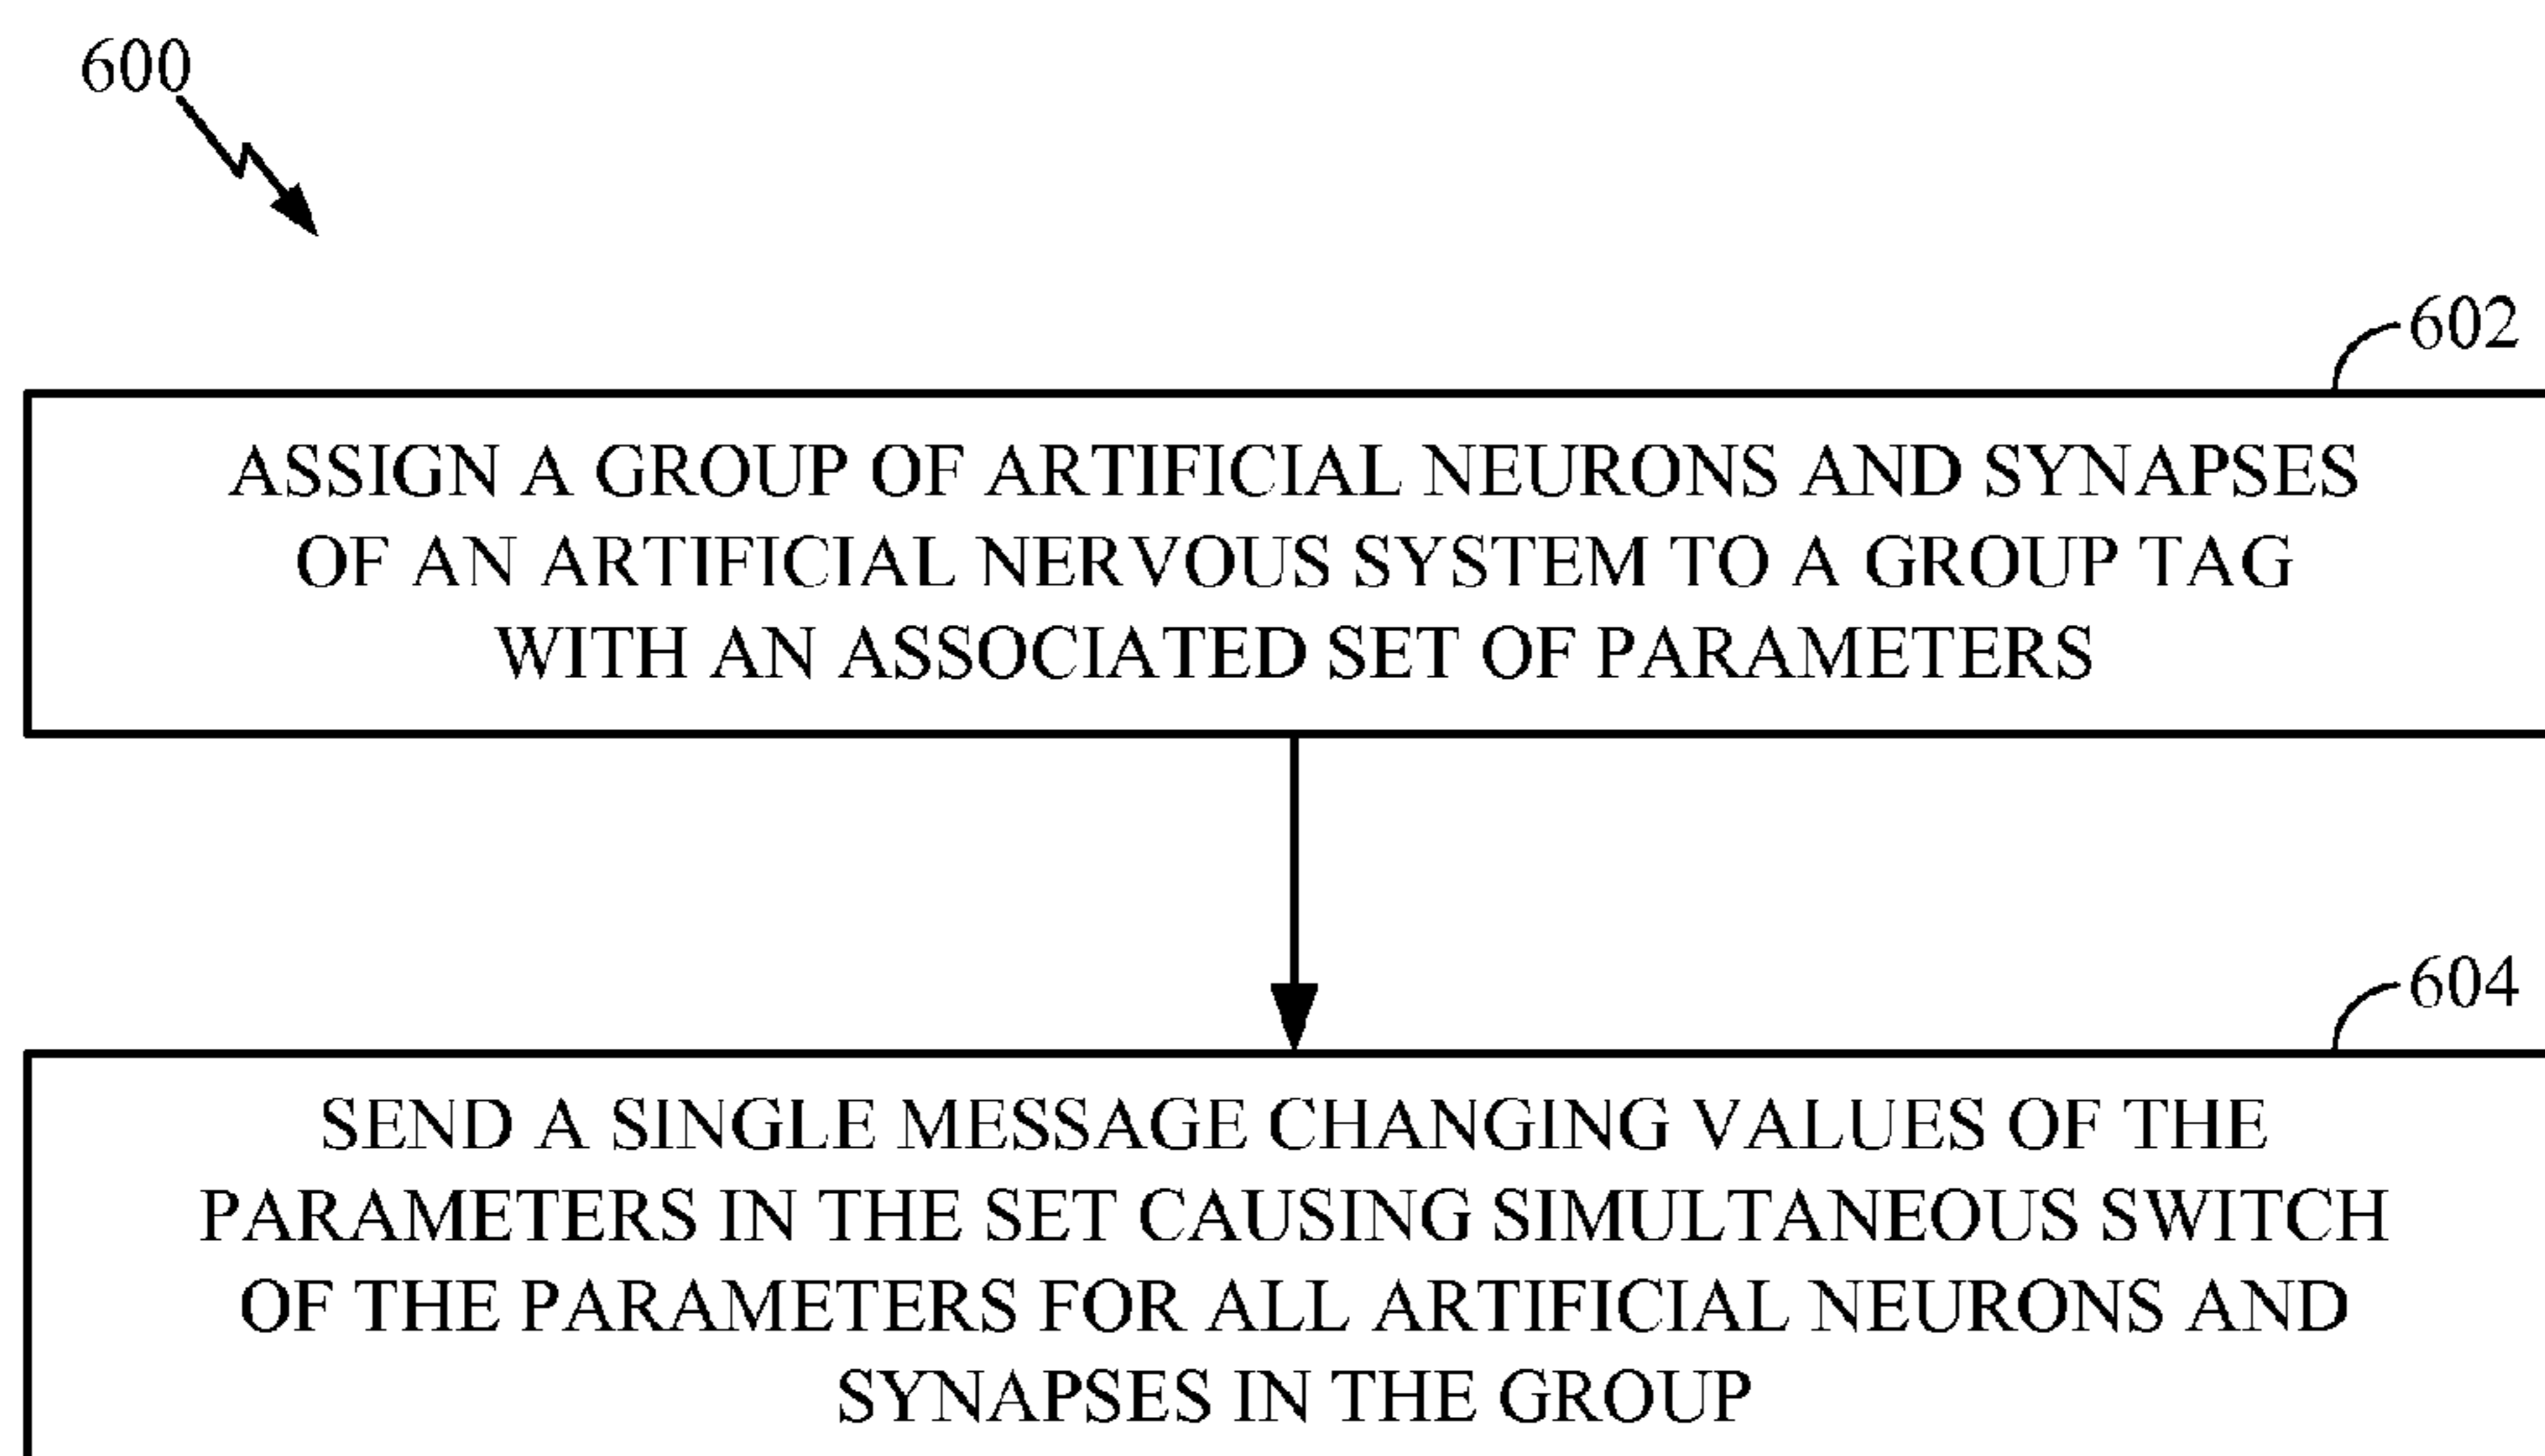 600
602
ASSIGN A GROUP OF ARTIFICIAL NEURONS AND SYNAPSES
OF AN ARTIFICIAL NERVOUS SYSTEM TO A GROUP TAG
WITH AN ASSOCIATED SET OF PARAMETERS
604
SEND A SINGLE MESSAGE CHANGING VALUES OF THE
PARAMETERS IN THE SET CAUSING SIMULTANEOUS SWITCH
OF THE PARAMETERS FOR ALL ARTIFICIAL NEURONS AND
SYNAPSES IN THE GROUP